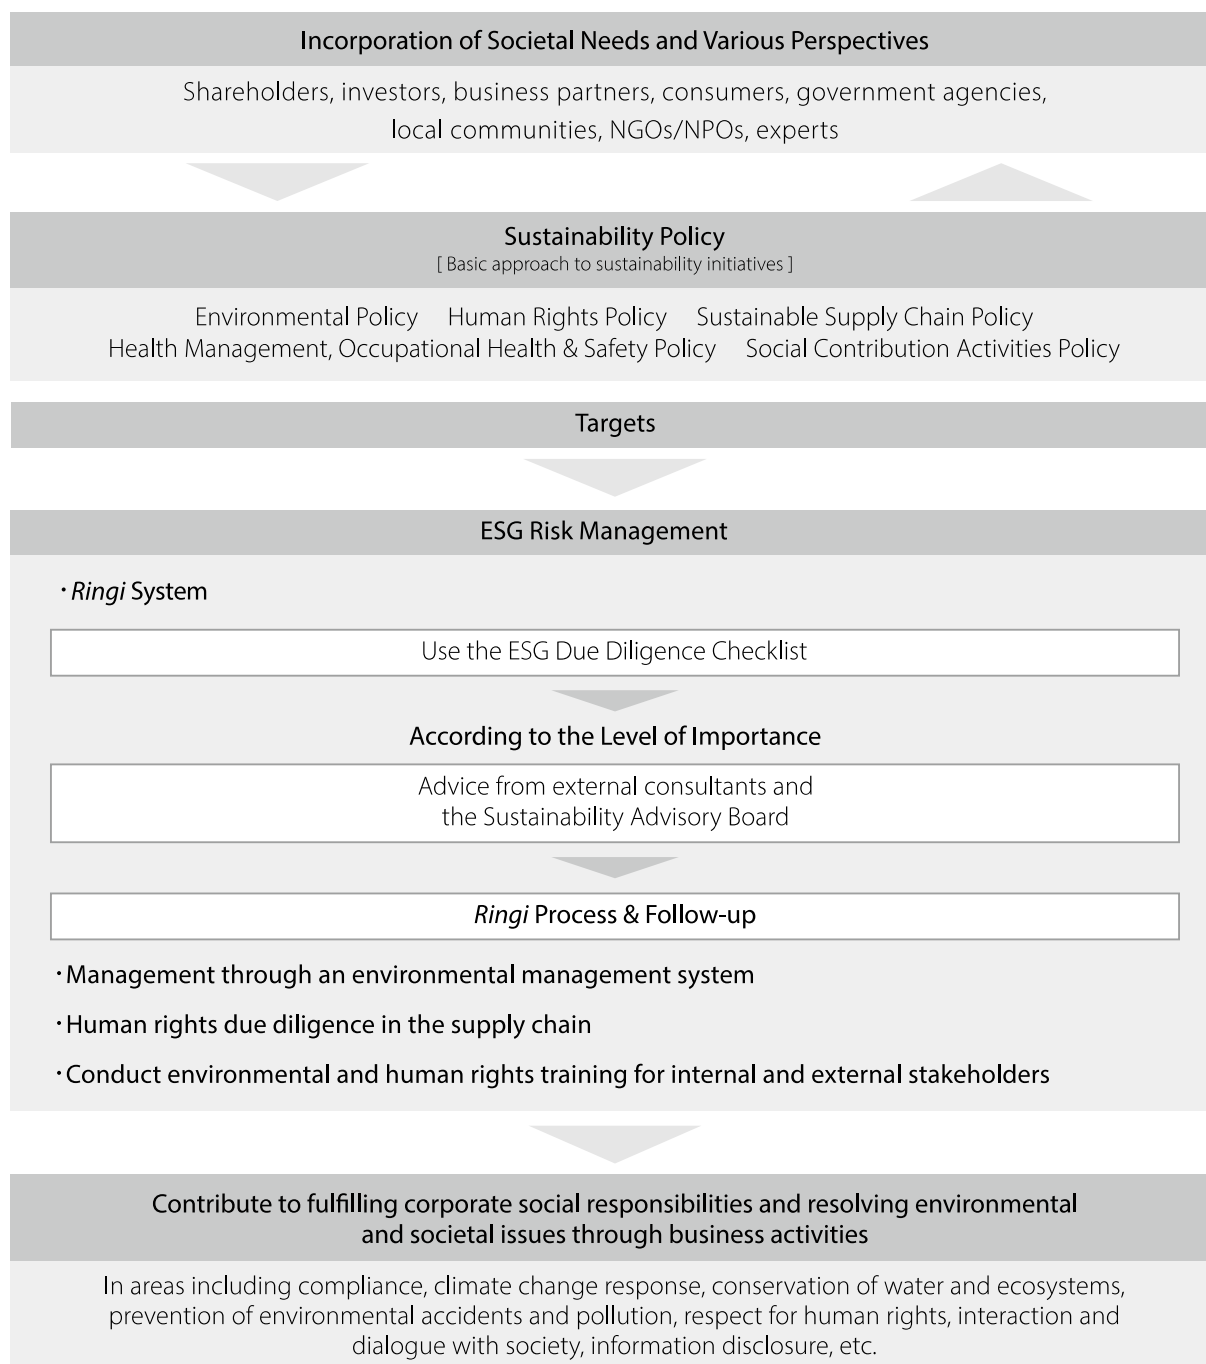 Incorporation of Societal Needs and Various Perspectives
Shareholders, investors, business partners, consumers, government agencies,
local communities, NGOs/NPOs, experts
Sustainability Policy
[ Basic approach to sustainability initiatives ]
Environmental Policy Human Rights Policy Sustainable Supply Chain Policy
Health Management, Occupational Health & Safety Policy Social Contribution Activities Policy
Targets
ESG Risk Management
・Ringi System
Use the ESG Due Diligence Checklist
According to the Level of Importance
Advice from external consultants and
the Sustainability Advisory Board
Ringi Process & Follow-up
・Management through an environmental management system
・Human rights due diligence in the supply chain
・Conduct environmental and human rights training for internal and external stakeholders
Contribute to fulfilling corporate social responsibilities and resolving environmental
and societal issues through business activities
In areas including compliance, climate change response, conservation of water and ecosystems,
prevention of environmental accidents and pollution, respect for human rights, interaction and
dialogue with society, information disclosure, etc.